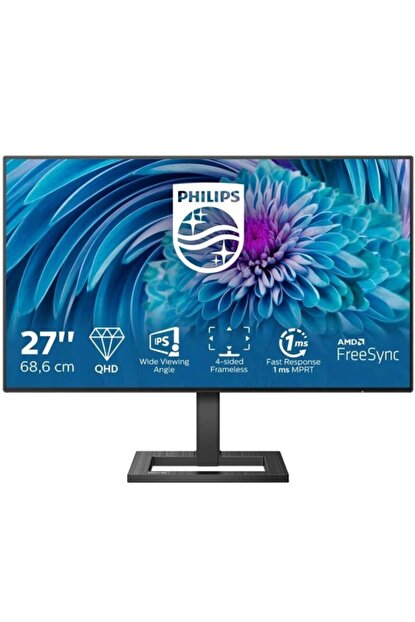 PHILIPS
27"
68,6 cm
QHD
IPS
Wide Viewing
Angle
4-sided
Frameless
1ms
Fast Response
1 ms MPRT
AMD
FreeSync